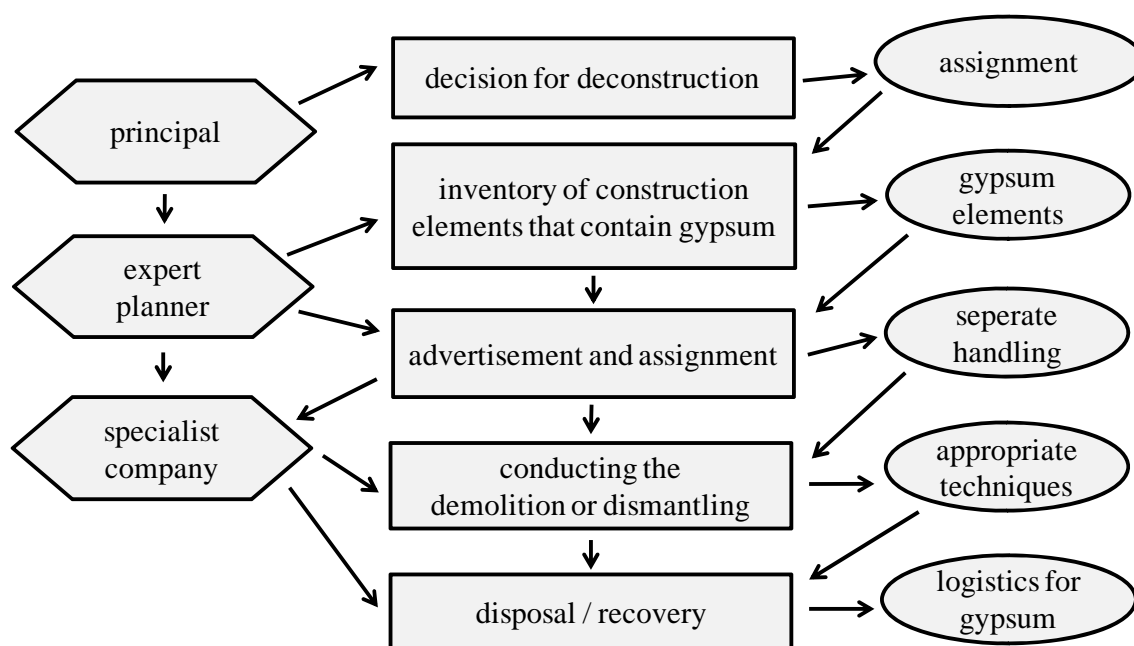 decision for deconstruction
assignment
principal
inventory of construction
elements that contain gypsum
gypsum
elements
expert
planner
advertisement and assignment
seperate
handling
specialist
company
conducting the
demolition or dismantling
appropriate
techniques
disposal / recovery
logistics for
gypsum